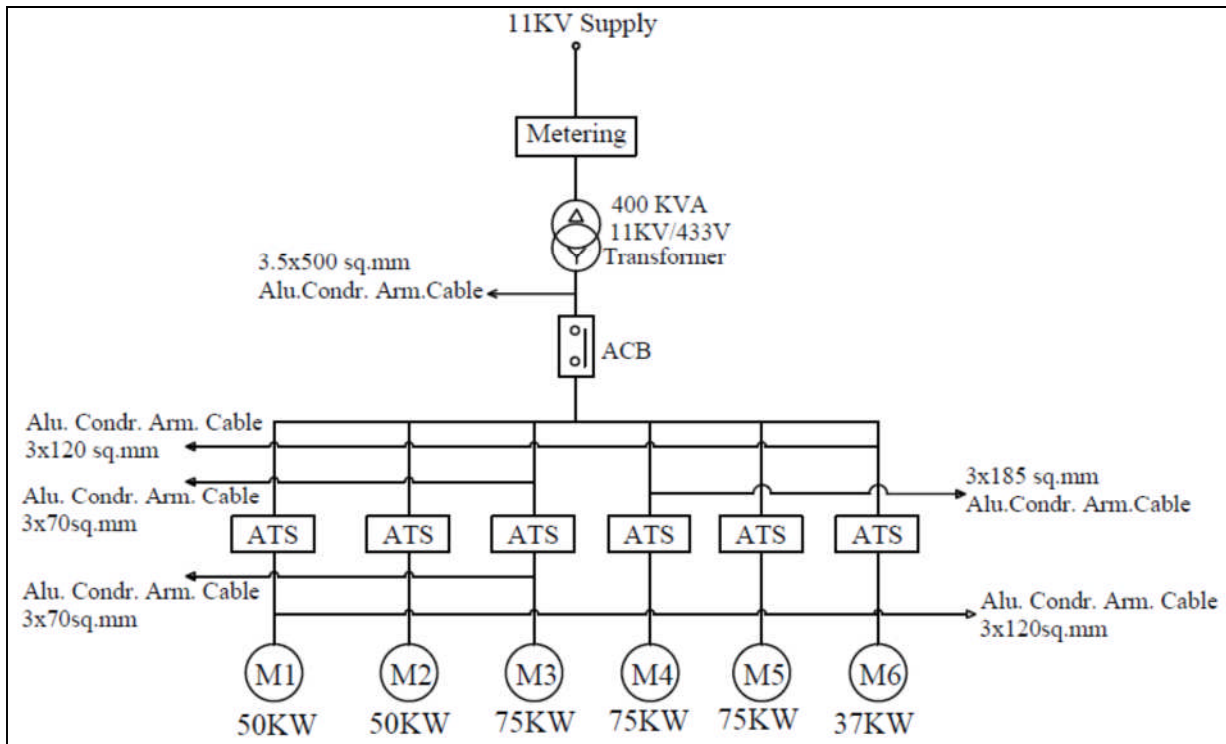 11KV Supply
Metering
400 KVA
11KV/433V
Transformer
3.5x500 sq.mm
Alu.Condr. Arm.Cable
ACB
Alu. Condr. Arm. Cable
3x120 sq.mm
Alu. Condr. Arm. Cable
3x70sq.mm
3x185 sq.mm
Alu.Condr. Arm.Cable
ATS ATS ATS ATS ATS ATS
Alu. Condr. Arm. Cable
3x70sq.mm
Alu. Condr. Arm. Cable
3x120sq.mm
M1 M2 M3 M4 M5 M6
50KW 50KW 75KW 75KW 75KW 37KW